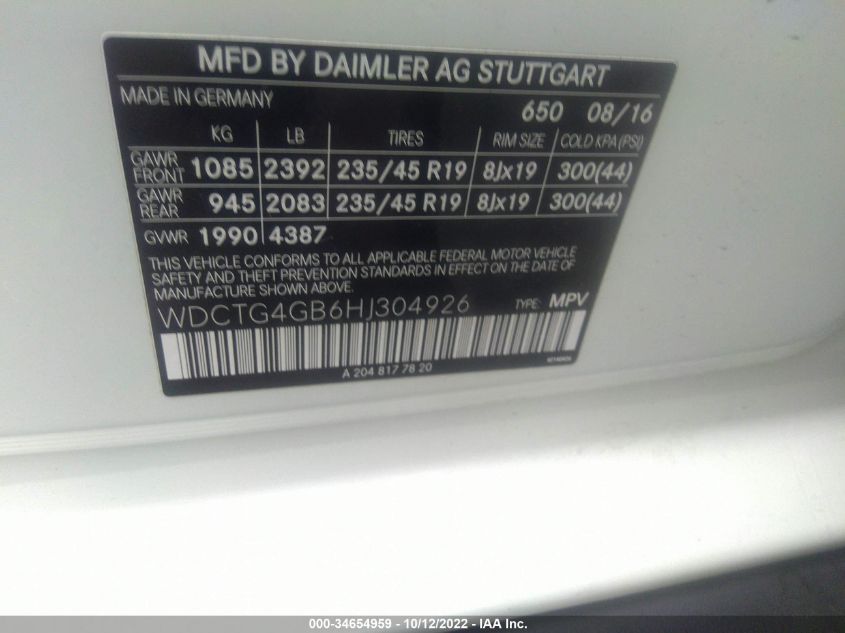 MFD BY DAIMLER AG STUTTGART
MADE IN GERMANY 650 08/16
KG LB TIRES RIM SIZE COLD KPA (PSI)
GAWR FRONT 1085 2392 235/45 R19 8Jx19 300(44)
GAWR REAR 945 2083 235/45 R19 8Jx19 300(44)
GVWR 1990 4387
THIS VEHICLE CONFORMS TO ALL APPLICABLE FEDERAL MOTOR VEHICLE
SAFETY AND THEFT PREVENTION STANDARDS IN EFFECT ON THE DATE OF
MANUFACTURE SHOWN ABOVE.
WDCTG4GB6HJ304926 TYPE: MPV
A 204 817 78 20
000-34654959 - 10/12/2022 - IAA Inc.